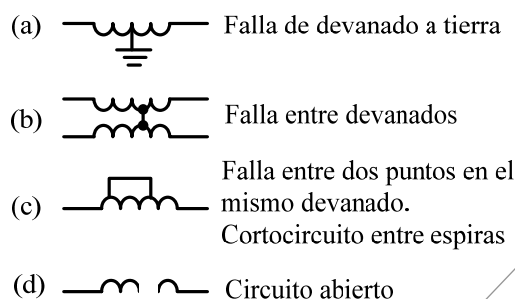 (a) Falla de devanado a tierra
(b) Falla entre devanados
Falla entre dos puntos en el
(c) mismo devanado.
Cortocircuito entre espiras
(d) Circuito abierto